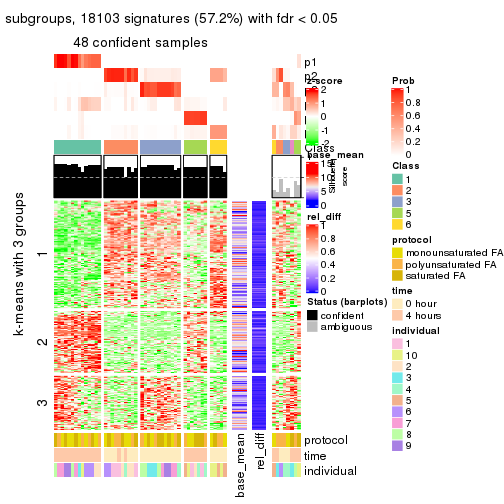 subgroups, 18103 signatures (57.2%) with fdr < 0.05
48 confident samples
p1
p2
z-score
2
1
0
-1
-2
Class
base_mean
15
10
5
0
silhouette
score
rel_diff
1
0.8
0.6
0.4
0.2
0
Status (barplots)
confident
ambiguous
k-means with 3 groups
1
2
3
protocol
time
individual
base_mean
rel_diff
Prob
1
0.8
0.6
0.4
0.2
0
Class
1
2
3
5
6
protocol
monounsaturated FA
polyunsaturated FA
saturated FA
time
0 hour
4 hours
individual
1
10
2
3
4
5
6
7
8
9